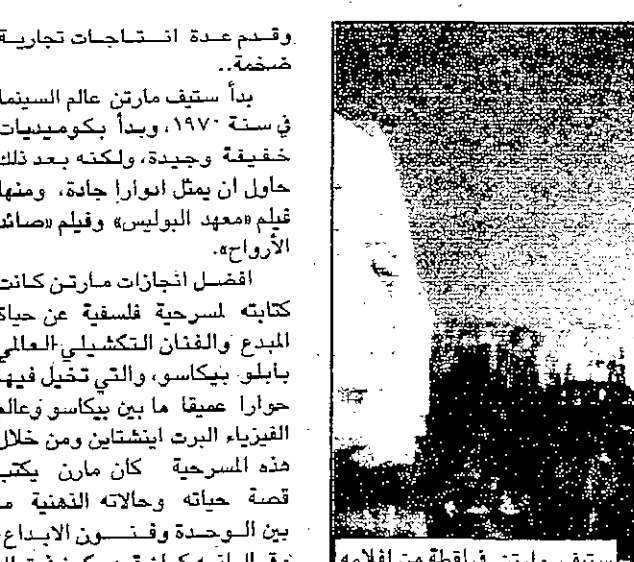 وقدم عدة انتاجات تجارية
ضخمة..
بدأ ستيف مارتن عالم السينما
في سنة ١٩٧٠، وبدأ بكوميديات
خفيفة وجيدة، ولكنه بعد ذلك
حاول ان يمثل ادوارا جادة، ومنها
فيلم «معهد البوليس» وفيلم «صائد
الأرواح».
افضل انجازات مارتن كانت
كتابته لمسرحية فلسفية عن حياة
المبدع والفنان التكشيلي العالمي
بابلو بيكاسو، والتي تخيل فيها
حوارا عميقا ما بين بيكاسو وعالم
الفيزياء البرت اينشتاين ومن خلال
هذه المسرحية كان مارن يكتب
قصة حياته وحالاته الذهنية ما
بين الوحدة وفنون الابداع
ستيف مارتن في لقطة من افلامه